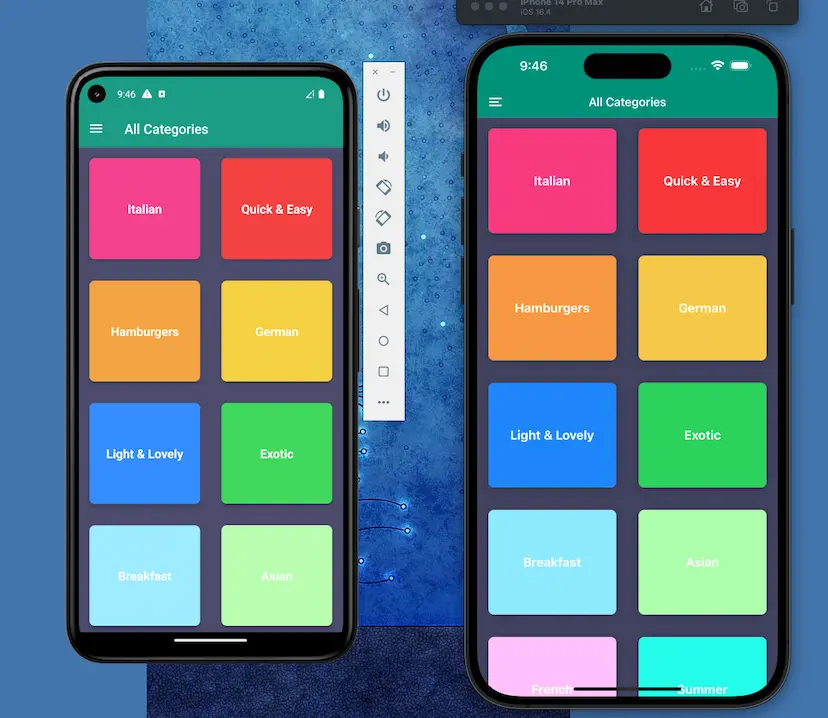 iPhone 14 Pro Max
iOS 16.4
9:46
All Categories
Italian
Quick & Easy
Hamburgers
German
Light & Lovely
Exotic
Breakfast
Asian
9:46
All Categories
Italian
Quick & Easy
Hamburgers
German
Light & Lovely
Exotic
Breakfast
Asian
French
Summer